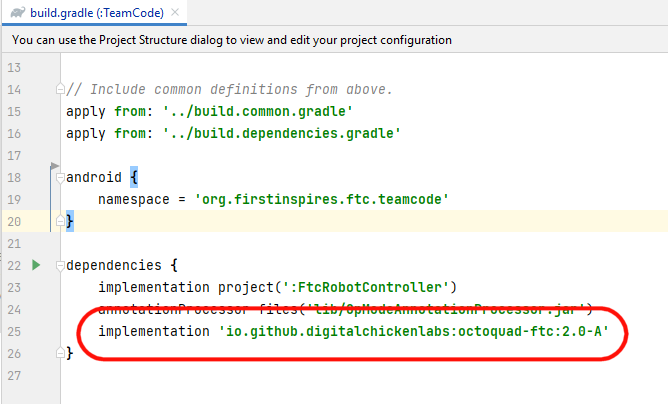 build.gradle (:TeamCode)
You can use the Project Structure dialog to view and edit your project configuration
13
14 // Include common definitions from above.
15 apply from: '../build.common.gradle'
16 apply from: '../build.dependencies.gradle'
17
18 android {
19 namespace = 'org.firstinspires.ftc.teamcode'
20 }
21
22 dependencies {
23 implementation project(':FtcRobotController')
24 annotationProcessor files('lib/OpModeAnnotationProcessor.jar')
25 implementation 'io.github.digitalchickenlabs:octoquad-ftc:2.0-A'
26 }
27